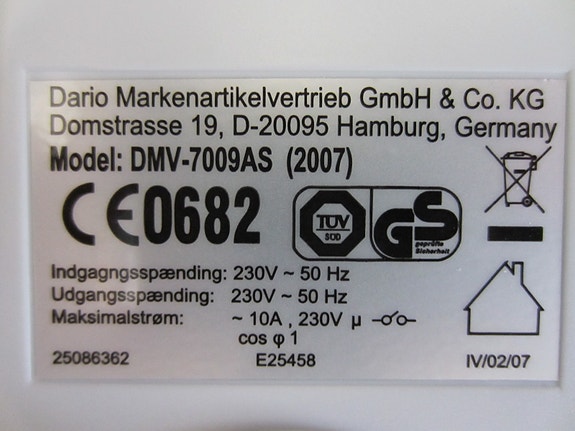 Dario Markenartikelvertrieb GmbH & Co. KG
Domstrasse 19, D-20095 Hamburg, Germany
Model: DMV-7009AS (2007)
CE0682
TÜV
SÜD
GS
geprüfte
Sicherheit
Indgagngsspænding: 230V ~ 50 Hz
Udgangsspænding: 230V ~ 50 Hz
Maksimalstrøm: ~ 10A , 230V µ
cos φ 1
25086362 E25458 IV/02/07